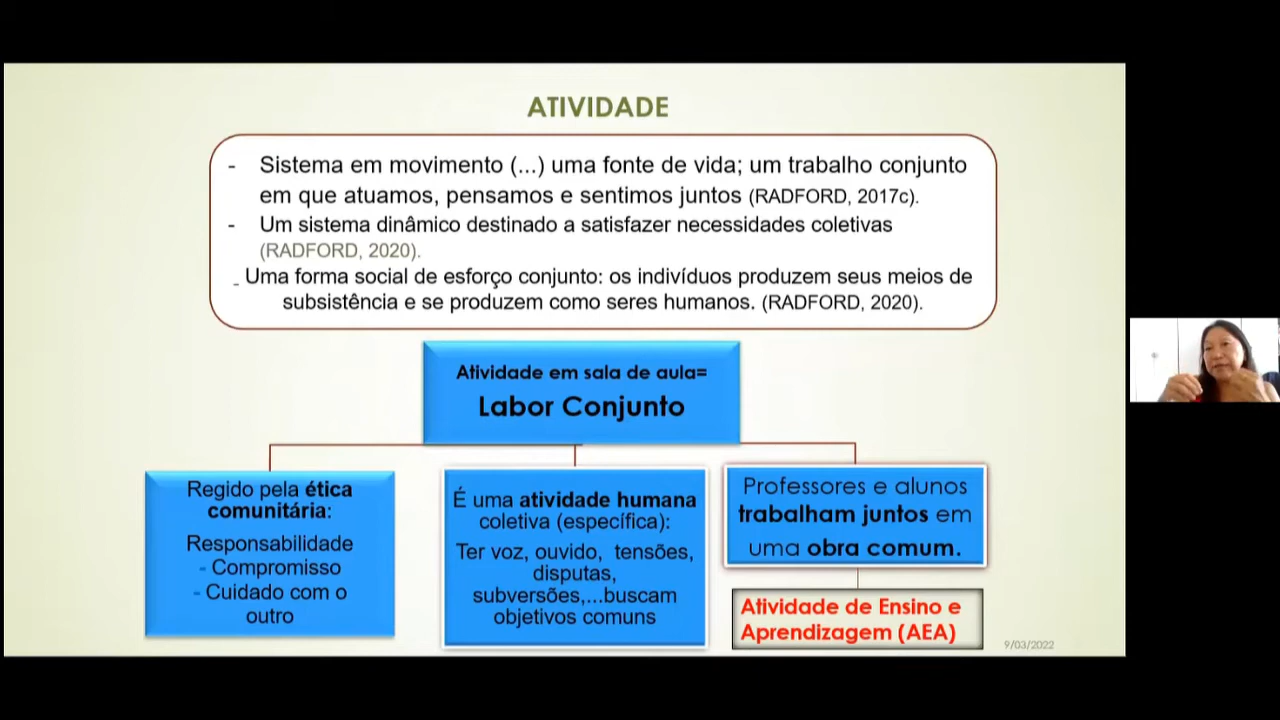 ATIVIDADE
- Sistema em movimento (...) uma fonte de vida; um trabalho conjunto
em que atuamos, pensamos e sentimos juntos (RADFORD, 2017c).
- Um sistema dinâmico destinado a satisfazer necessidades coletivas
(RADFORD, 2020).
- Uma forma social de esforço conjunto: os indivíduos produzem seus meios de
subsistência e se produzem como seres humanos. (RADFORD, 2020).
Atividade em sala de aula=
Labor Conjunto
Regido pela ética
comunitária:
Responsabilidade
- Compromisso
- Cuidado com o
outro
É uma atividade humana
coletiva (específica):
Ter voz, ouvido, tensões,
disputas,
subversões,...buscam
objetivos comuns
Professores e alunos
trabalham juntos em
uma obra comum.
Atividade de Ensino e
Aprendizagem (AEA)
9/03/2022